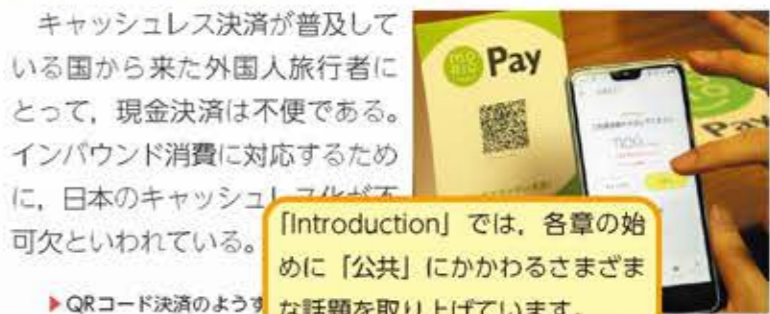 キャッシュレス決済が普及して
いる国から来た外国人旅行者に
とって，現金決済は不便である。
インバウンド消費に対応するため
に，日本のキャッシュレス化が不
可欠といわれている。
▶QRコード決済のようす
「Introduction」では，各章の始
めに「公共」にかかわるさまざま
な話題を取り上げています。
Pay
1100